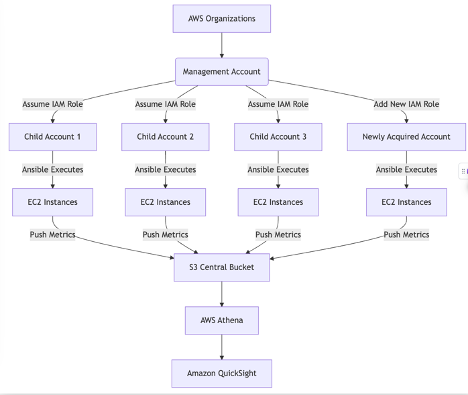 AWS Organizations
Management Account
Assume IAM Role
Assume IAM Role
Assume IAM Role
Add New IAM Role
Child Account 1
Child Account 2
Child Account 3
Newly Acquired Account
Ansible Executes
Ansible Executes
Ansible Executes
Ansible Executes
EC2 Instances
EC2 Instances
EC2 Instances
EC2 Instances
Push Metrics
Push Metrics
Push Metrics
Push Metrics
S3 Central Bucket
AWS Athena
Amazon QuickSight